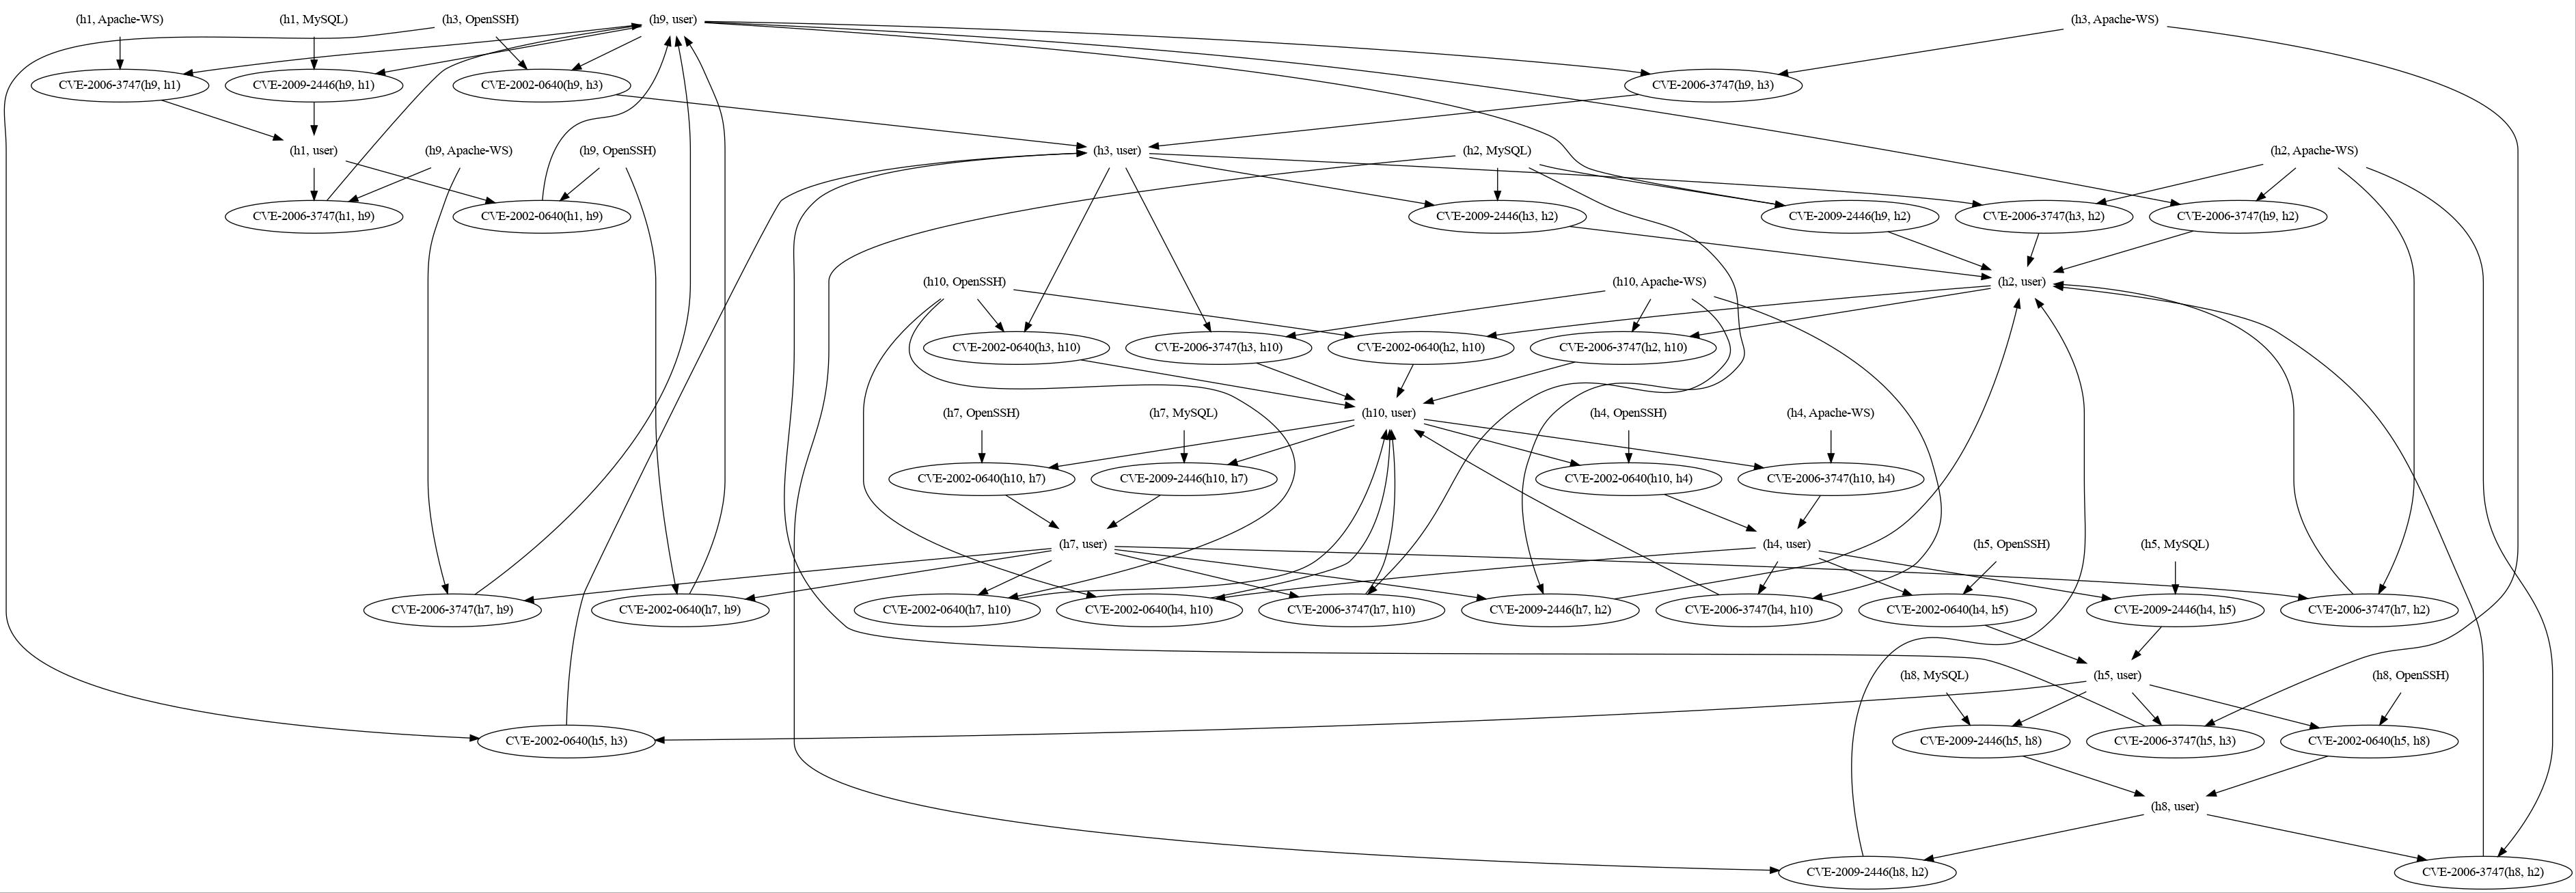 (h1, Apache-WS)
(h1, MySQL)
(h3, OpenSSH)
(h9, user)
(h3, Apache-WS)
CVE-2006-3747(h9, h1)
CVE-2009-2446(h9, h1)
CVE-2002-0640(h9, h3)
CVE-2006-3747(h9, h3)
(h1, user)
(h9, Apache-WS)
(h9, OpenSSH)
(h3, user)
(h2, MySQL)
(h2, Apache-WS)
CVE-2006-3747(h1, h9)
CVE-2002-0640(h1, h9)
CVE-2009-2446(h3, h2)
CVE-2009-2446(h9, h2)
CVE-2006-3747(h3, h2)
CVE-2006-3747(h9, h2)
(h10, OpenSSH)
(h10, Apache-WS)
(h2, user)
CVE-2002-0640(h3, h10)
CVE-2006-3747(h3, h10)
CVE-2002-0640(h2, h10)
CVE-2006-3747(h2, h10)
(h7, OpenSSH)
(h7, MySQL)
(h10, user)
(h4, OpenSSH)
(h4, Apache-WS)
CVE-2002-0640(h10, h7)
CVE-2009-2446(h10, h7)
CVE-2002-0640(h10, h4)
CVE-2006-3747(h10, h4)
(h7, user)
(h4, user)
(h5, OpenSSH)
(h5, MySQL)
CVE-2006-3747(h7, h9)
CVE-2002-0640(h7, h9)
CVE-2002-0640(h7, h10)
CVE-2002-0640(h4, h10)
CVE-2006-3747(h7, h10)
CVE-2009-2446(h7, h2)
CVE-2006-3747(h4, h10)
CVE-2002-0640(h4, h5)
CVE-2009-2446(h4, h5)
CVE-2006-3747(h7, h2)
(h8, MySQL)
(h5, user)
(h8, OpenSSH)
CVE-2002-0640(h5, h3)
CVE-2009-2446(h5, h8)
CVE-2006-3747(h5, h3)
CVE-2002-0640(h5, h8)
(h8, user)
CVE-2009-2446(h8, h2)
CVE-2006-3747(h8, h2)